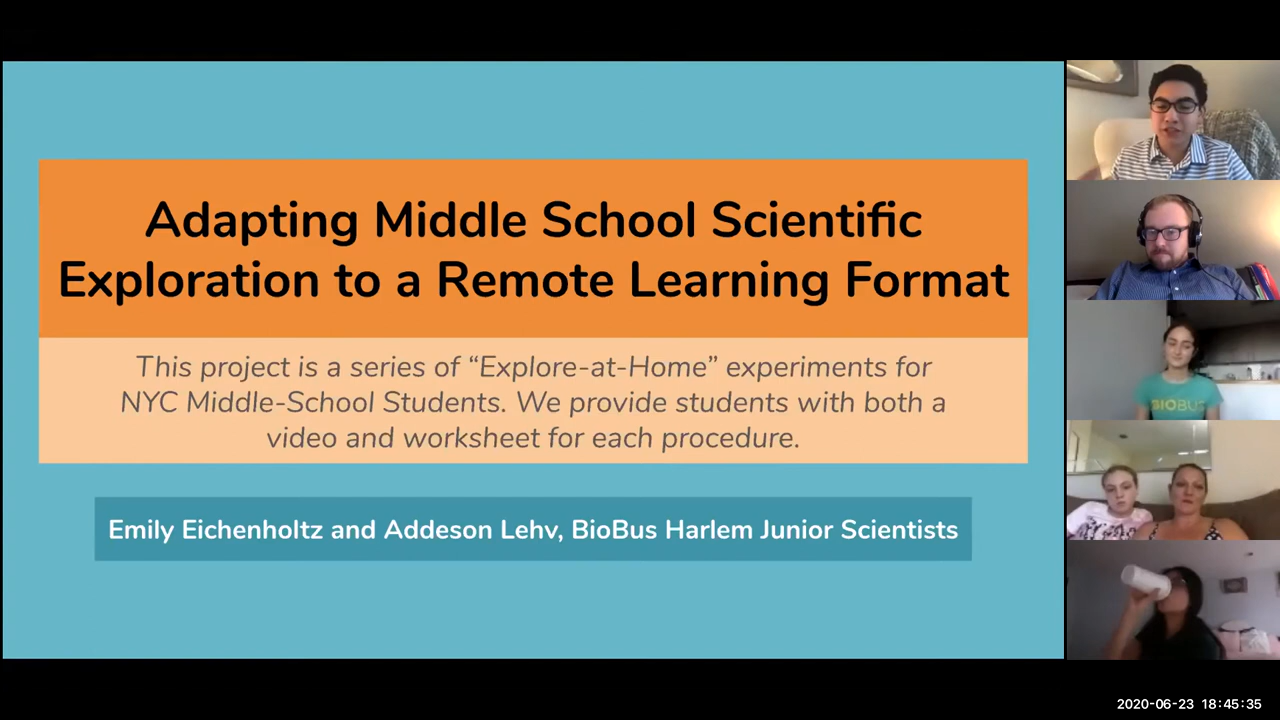 Adapting Middle School Scientific
Exploration to a Remote Learning Format
This project is a series of “Explore-at-Home” experiments for
NYC Middle-School Students. We provide students with both a
video and worksheet for each procedure.
Emily Eichenholtz and Addeson Lehv, BioBus Harlem Junior Scientists
BIOBUS
2020-06-23 18:45:35